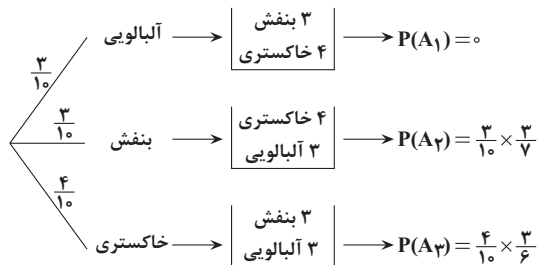 ۳/۱۰ آلبالویی ۳ بنفش ۴ خاکستری P(A₁) = ۰
۳/۱۰ بنفش ۴ خاکستری ۳ آلبالویی P(A₂) = ۳/۱۰ × ۳/۷
۴/۱۰ خاکستری ۳ بنفش ۳ آلبالویی P(A₃) = ۴/۱۰ × ۳/۶